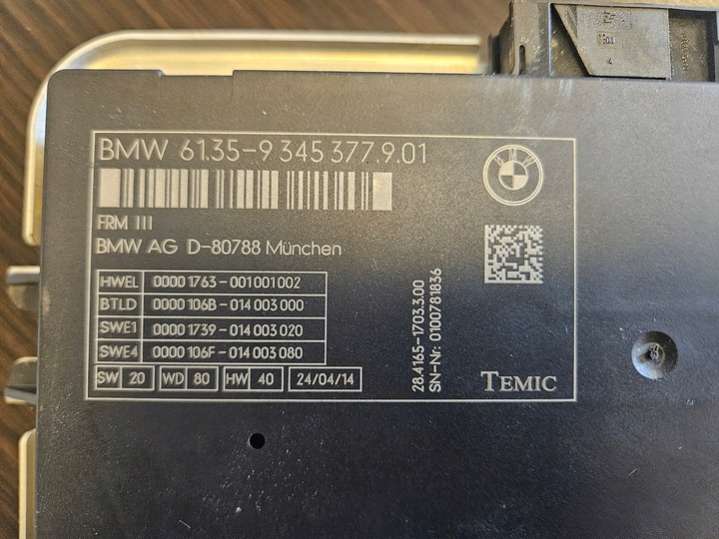 BMW 61.35-9 345 377.9.01
FRM III
BMW AG D-80788 München
HWEL 0000 1763-001 001 002
BTLD 0000 106B-014 003 000
SWE1 0000 1739-014 003 020
SWE4 0000 106F-014 003 080
SW 20 WD 80 HW 40 24/04/14
28.4165-1703.3.00
SN-Nr: 0100781836
TEMIC
BMW
4